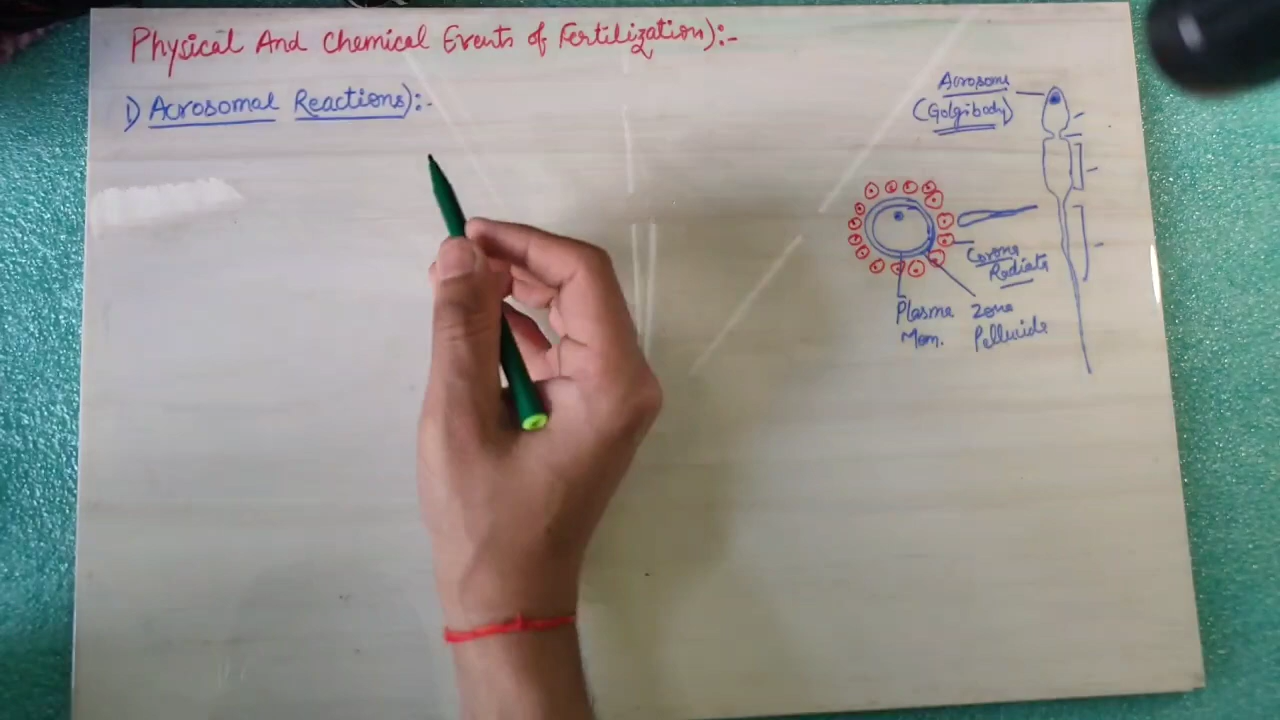 Physical And Chemical Events of Fertilization):-
1) Acrosomal Reactions):-
Acrosome
(Golgibody)
Corona
Radiata
Plasma
Mem.
Zona
Pellucida